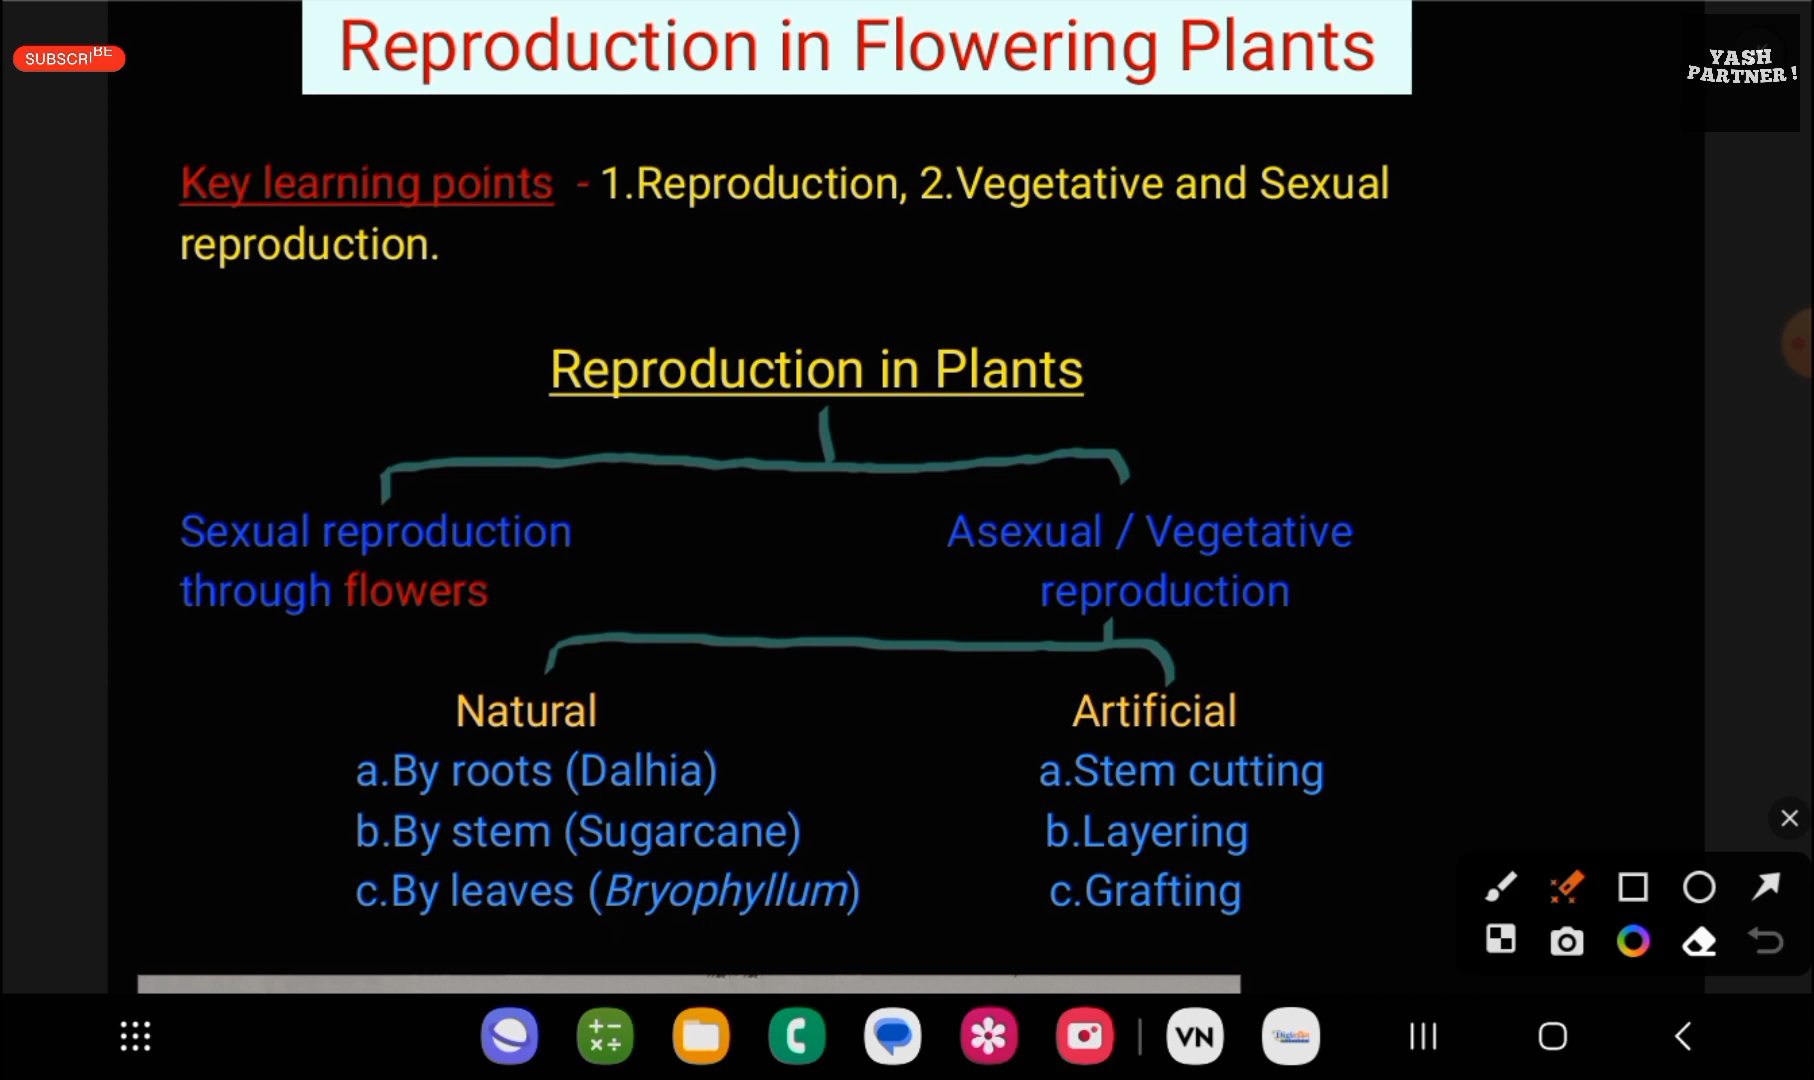 Reproduction in Flowering Plants
SUBSCRIBE
YASH
PARTNER!
Key learning points - 1.Reproduction, 2.Vegetative and Sexual
reproduction.
Reproduction in Plants
Sexual reproduction
through flowers
Asexual / Vegetative
reproduction
Natural
a.By roots (Dalhia)
b.By stem (Sugarcane)
c.By leaves (Bryophyllum)
Artificial
a.Stem cutting
b.Layering
c.Grafting
VN